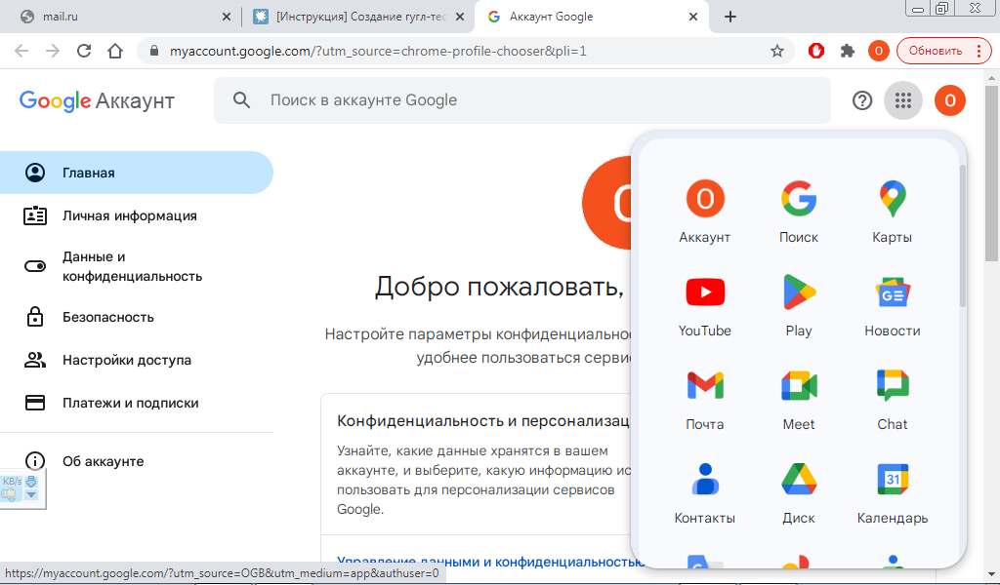 mail.ru
[Инструкция] Создание гугл-тес
Аккаунт Google
myaccount.google.com/?utm_source=chrome-profile-chooser&pli=1
O
Обновить
Google Аккаунт
Поиск в аккаунте Google
O
Главная
Личная информация
Данные и
конфиденциальность
Безопасность
Настройки доступа
Платежи и подписки
Об аккаунте
KB/s
Добро пожаловать,
Настройте параметры конфиденциально
удобнее пользоваться серви
Конфиденциальность и персонализац
Узнайте, какие данные хранятся в вашем
аккаунте, и выберите, какую информацию ис
пользовать для персонализации сервисов
Google.
Управление данными и конфиденциальностью
O
Аккаунт
Поиск
Карты
YouTube
Play
GE
Новости
Почта
Meet
Chat
Контакты
Диск
31
Календарь
https://myaccount.google.com/?utm_source=OGB&utm_medium=app&authuser=0